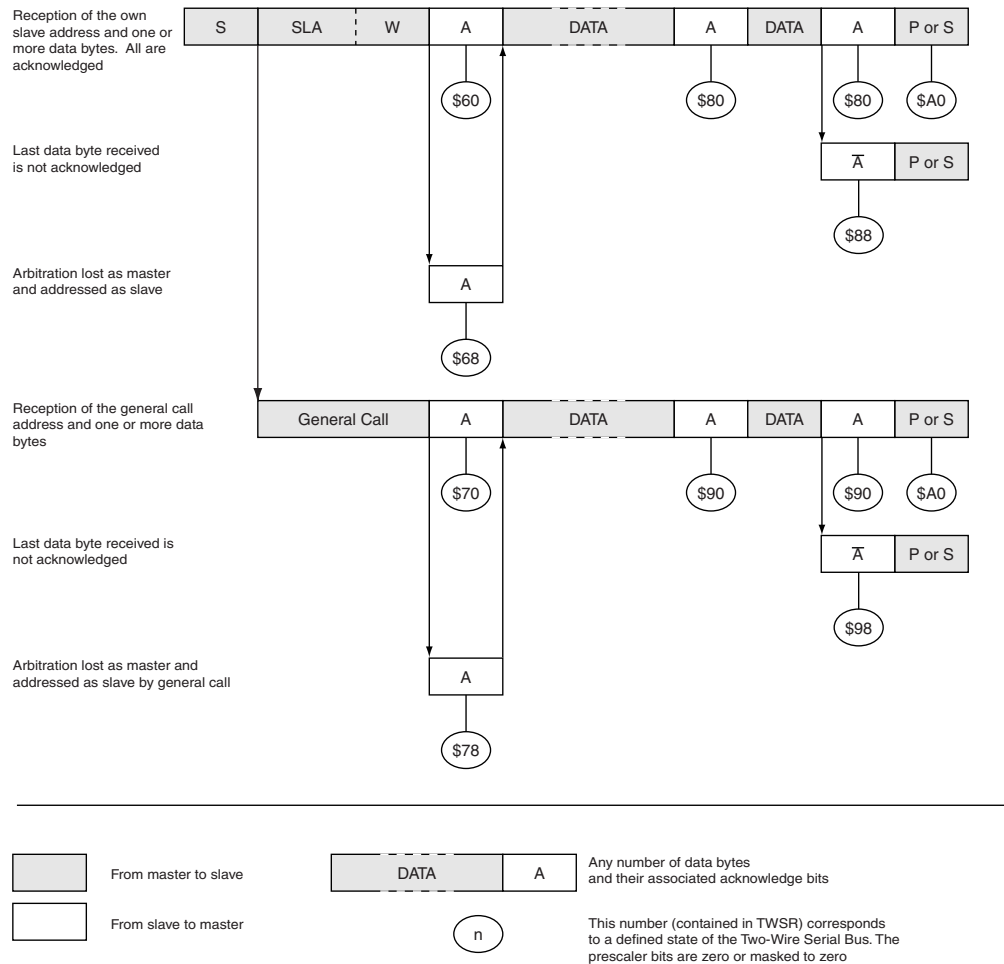 Reception of the own
slave address and one or
more data bytes. All are
acknowledged
S SLA W A DATA A DATA A P or S
$60 $80 $80 $A0
Last data byte received
is not acknowledged
A̅ P or S
$88
Arbitration lost as master
and addressed as slave
A
$68
Reception of the general call
address and one or more data
bytes
General Call A DATA A DATA A P or S
$70 $90 $90 $A0
Last data byte received is
not acknowledged
A̅ P or S
$98
Arbitration lost as master and
addressed as slave by general call
A
$78
From master to slave
DATA A
Any number of data bytes
and their associated acknowledge bits
From slave to master
n
This number (contained in TWSR) corresponds
to a defined state of the Two-Wire Serial Bus. The
prescaler bits are zero or masked to zero